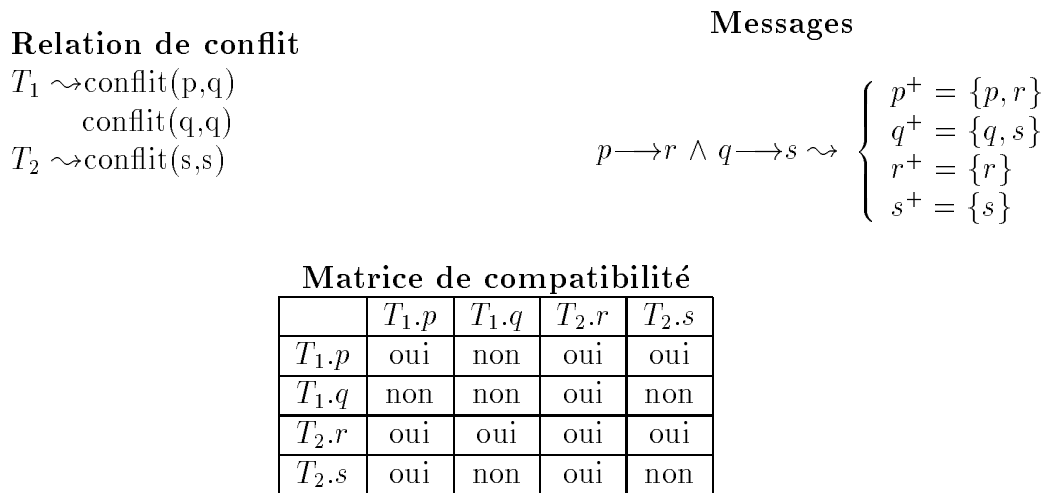 Relation de conflit
T₁ ⇝conflit(p,q)
conflit(q,q)
T₂ ⇝conflit(s,s)
Messages
p⟶r ∧ q⟶s ⇝ {
p⁺ = {p, r}
q⁺ = {q, s}
r⁺ = {r}
s⁺ = {s}
Matrice de compatibilité
T₁.p T₁.q T₂.r T₂.s
T₁.p oui non oui oui
T₁.q non non oui non
T₂.r oui oui oui oui
T₂.s oui non oui non